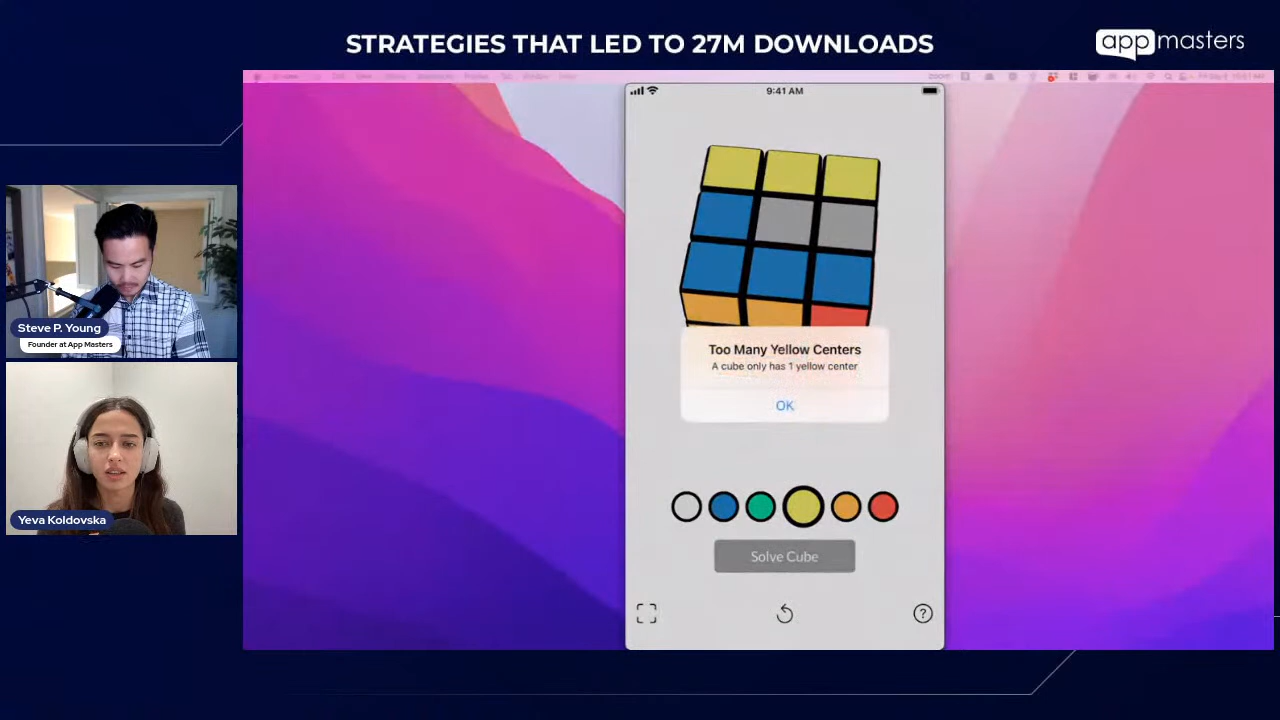 STRATEGIES THAT LED TO 27M DOWNLOADS
app masters
9:41 AM
Too Many Yellow Centers
A cube only has 1 yellow center
OK
Solve Cube
?
Steve P. Young
Founder at App Masters
Yeva Koldovska